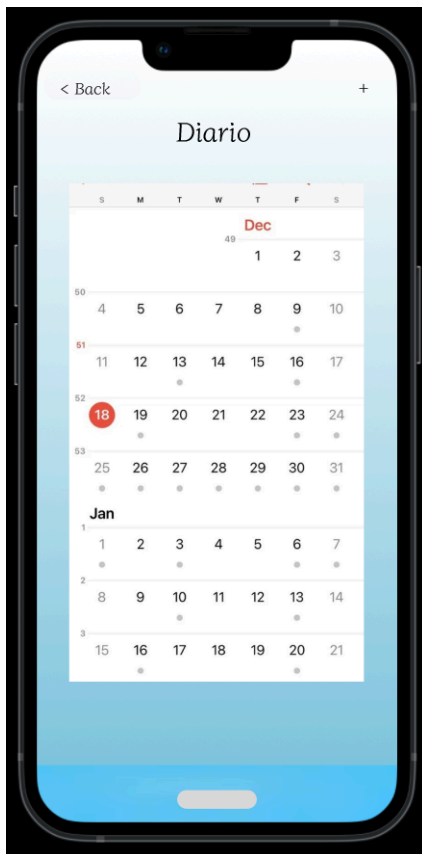 < Back +
Diario
S M T W T F S
Dec
49
1 2 3
50
4 5 6 7 8 9 10
51
11 12 13 14 15 16 17
52
18 19 20 21 22 23 24
53
25 26 27 28 29 30 31
Jan
1
1 2 3 4 5 6 7
2
8 9 10 11 12 13 14
3
15 16 17 18 19 20 21